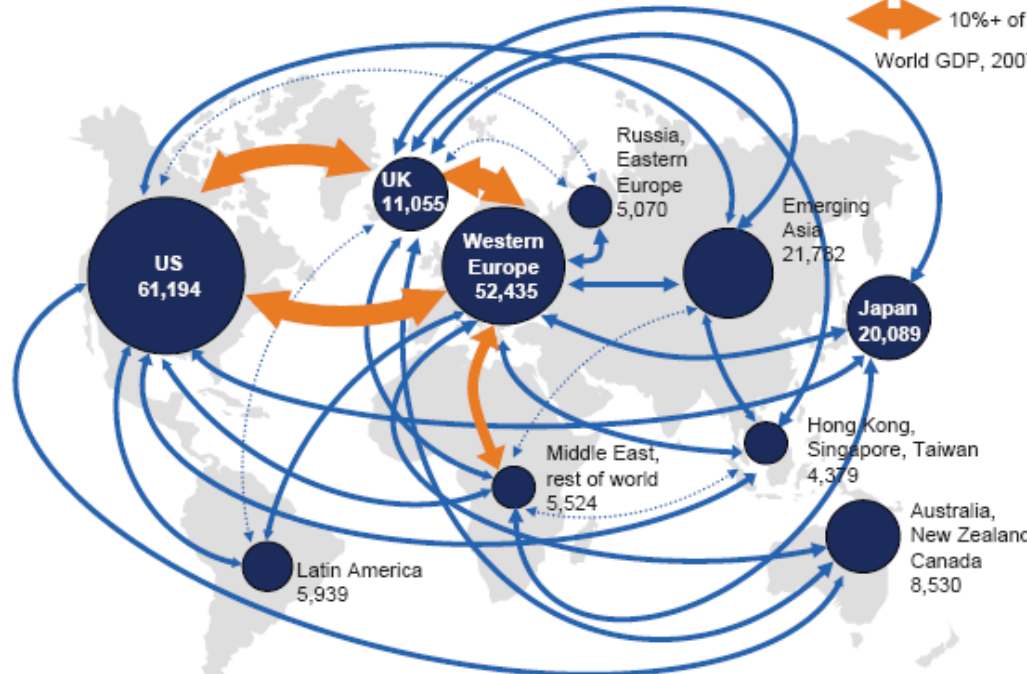 10%+ of
World GDP, 200
Russia,
Eastern
Europe
5,070
UK
11,055
Emerging
Asia
21,782
Western
Europe
52,435
US
61,194
Japan
20,089
Hong Kong,
Singapore, Taiwan
4,379
Middle East,
rest of world
5,524
Australia,
New Zealand
Canada
8,530
Latin America
5,939